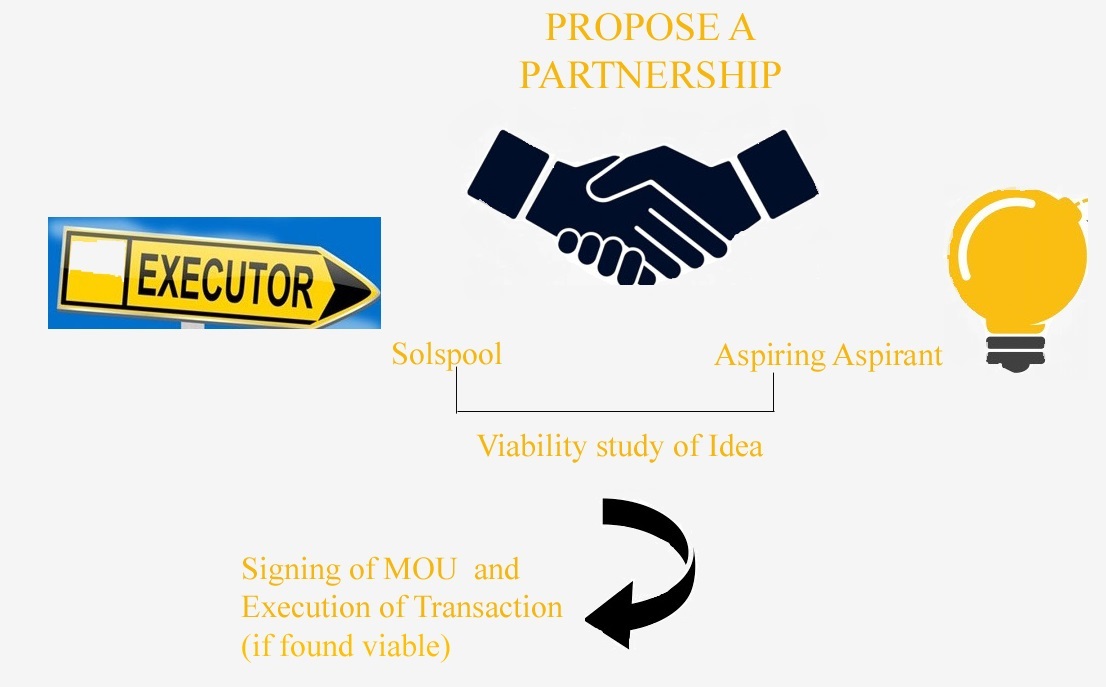 PROPOSE A
PARTNERSHIP
EXECUTOR
Solspool
Aspiring Aspirant
Viability study of Idea
Signing of MOU and
Execution of Transaction
(if found viable)